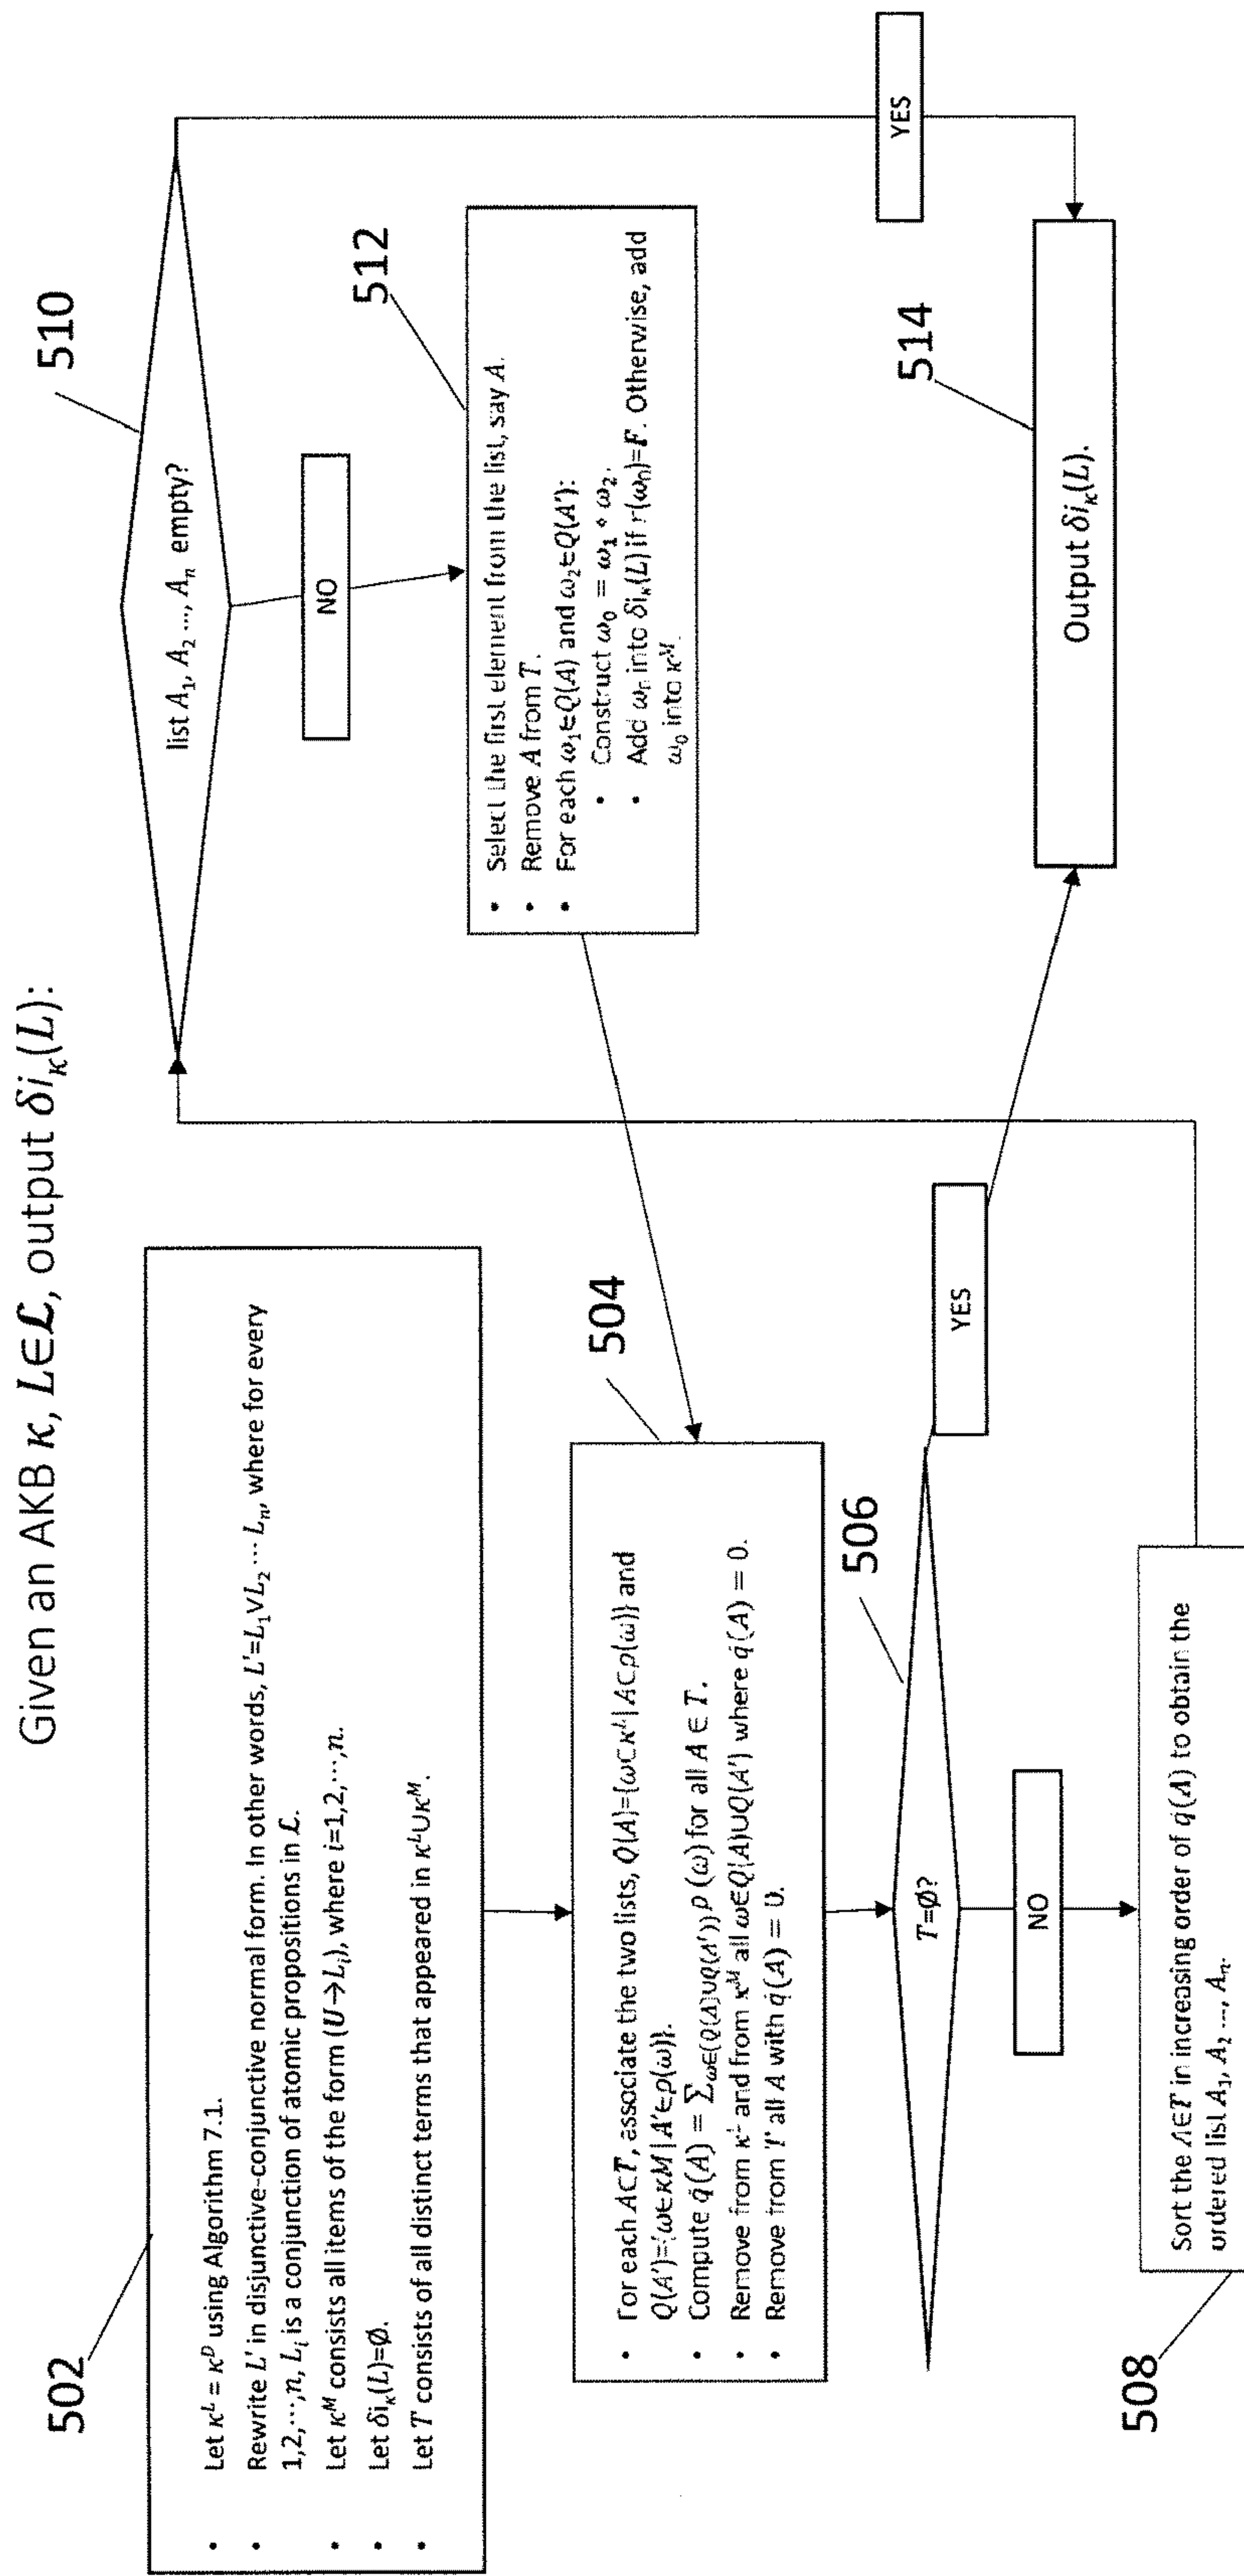 Given an AKB κ, L∈ℒ, output δi_κ(L):
502
• Let κ^L = κ^D using Algorithm 7.1.
• Rewrite L' in disjunctive-conjunctive normal form. In other words, L'=L_1∨L_2 ⋯ L_n, where for every
1,2,⋯,n, L_i is a conjunction of atomic propositions in ℒ.
• Let κ^M consists all items of the form (U→L_i), where i=1,2,⋯,n.
• Let δi_κ(L)=∅.
• Let T consists of all distinct terms that appeared in κ^L∪κ^M.
504
• For each A⊂T, associate the two lists, Q(A)={ω⊂κ^L | A⊂ρ(ω)} and
Q(A')={ω∈κM | A'∈ρ(ω)}.
• Compute q̇(A) = ∑_{ω∈(Q(A)∪Q(A'))} ρ (ω) for all A ∈ T.
• Remove from κ^L and from κ^M all ω∈Q(A)∪Q(A') where q̇(A) = 0.
• Remove from T all A with q̇(A) = 0.
506
T=∅?
YES
NO
508
Sort the A∈T in increasing order of q̇(A) to obtain the
ordered list A_1, A_2 ..., A_n.
510
list A_1, A_2 ..., A_n empty?
NO
YES
512
• Select the first element from the list, say A.
• Remove A from T.
• For each ω_1∈Q(A) and ω_2∈Q(A'):
• Construct ω_0 = ω_1 ⋄ ω_2.
• Add ω_0 into δi_κ(L) if r(ω_0)=F. Otherwise, add
ω_0 into κ^M.
514
Output δi_κ(L).